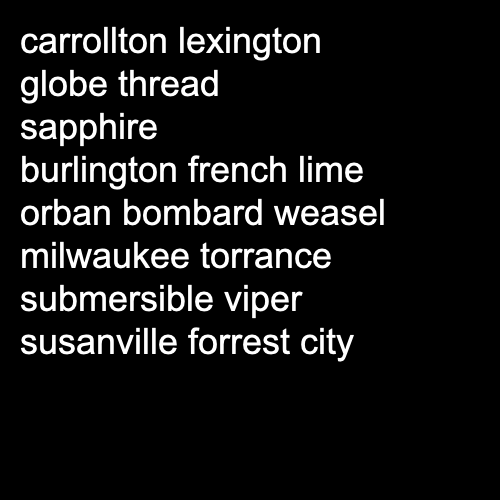 carrollton lexington
globe thread
sapphire
burlington french lime
orban bombard weasel
milwaukee torrance
submersible viper
susanville forrest city